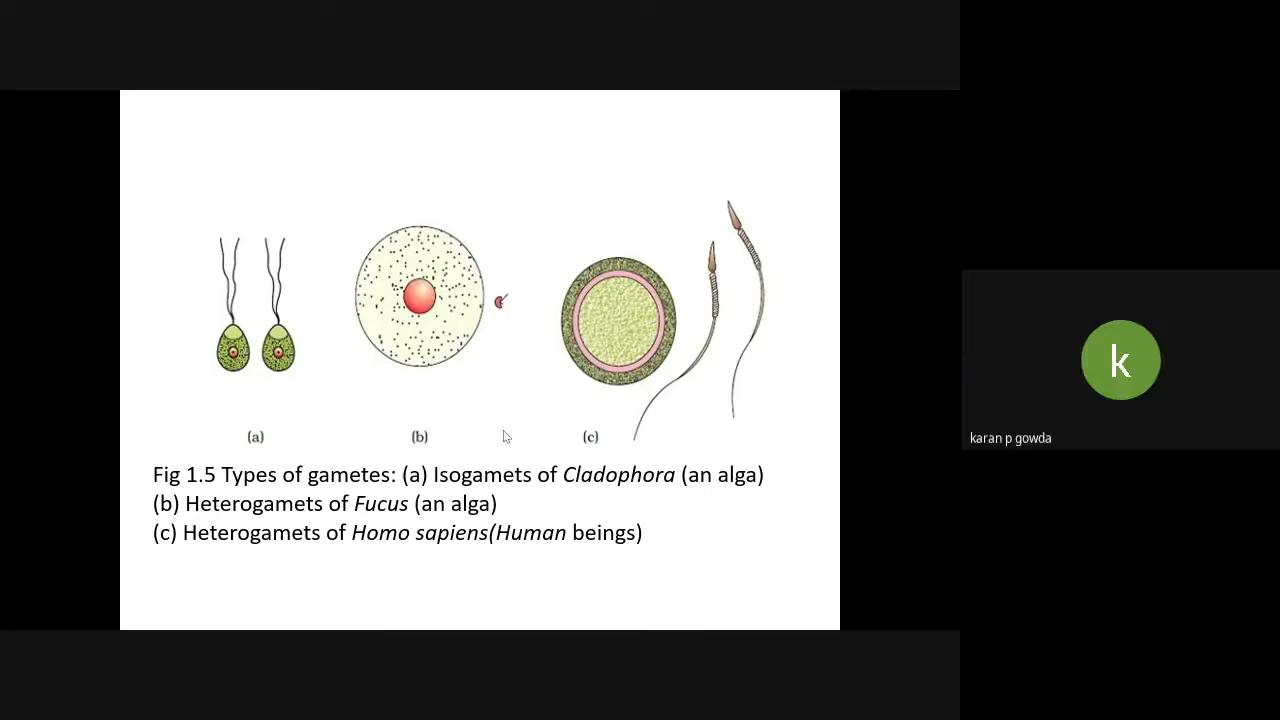 (a)
(b)
(c)
Fig 1.5 Types of gametes: (a) Isogamets of Cladophora (an alga)
(b) Heterogamets of Fucus (an alga)
(c) Heterogamets of Homo sapiens(Human beings)
k
karan p gowda